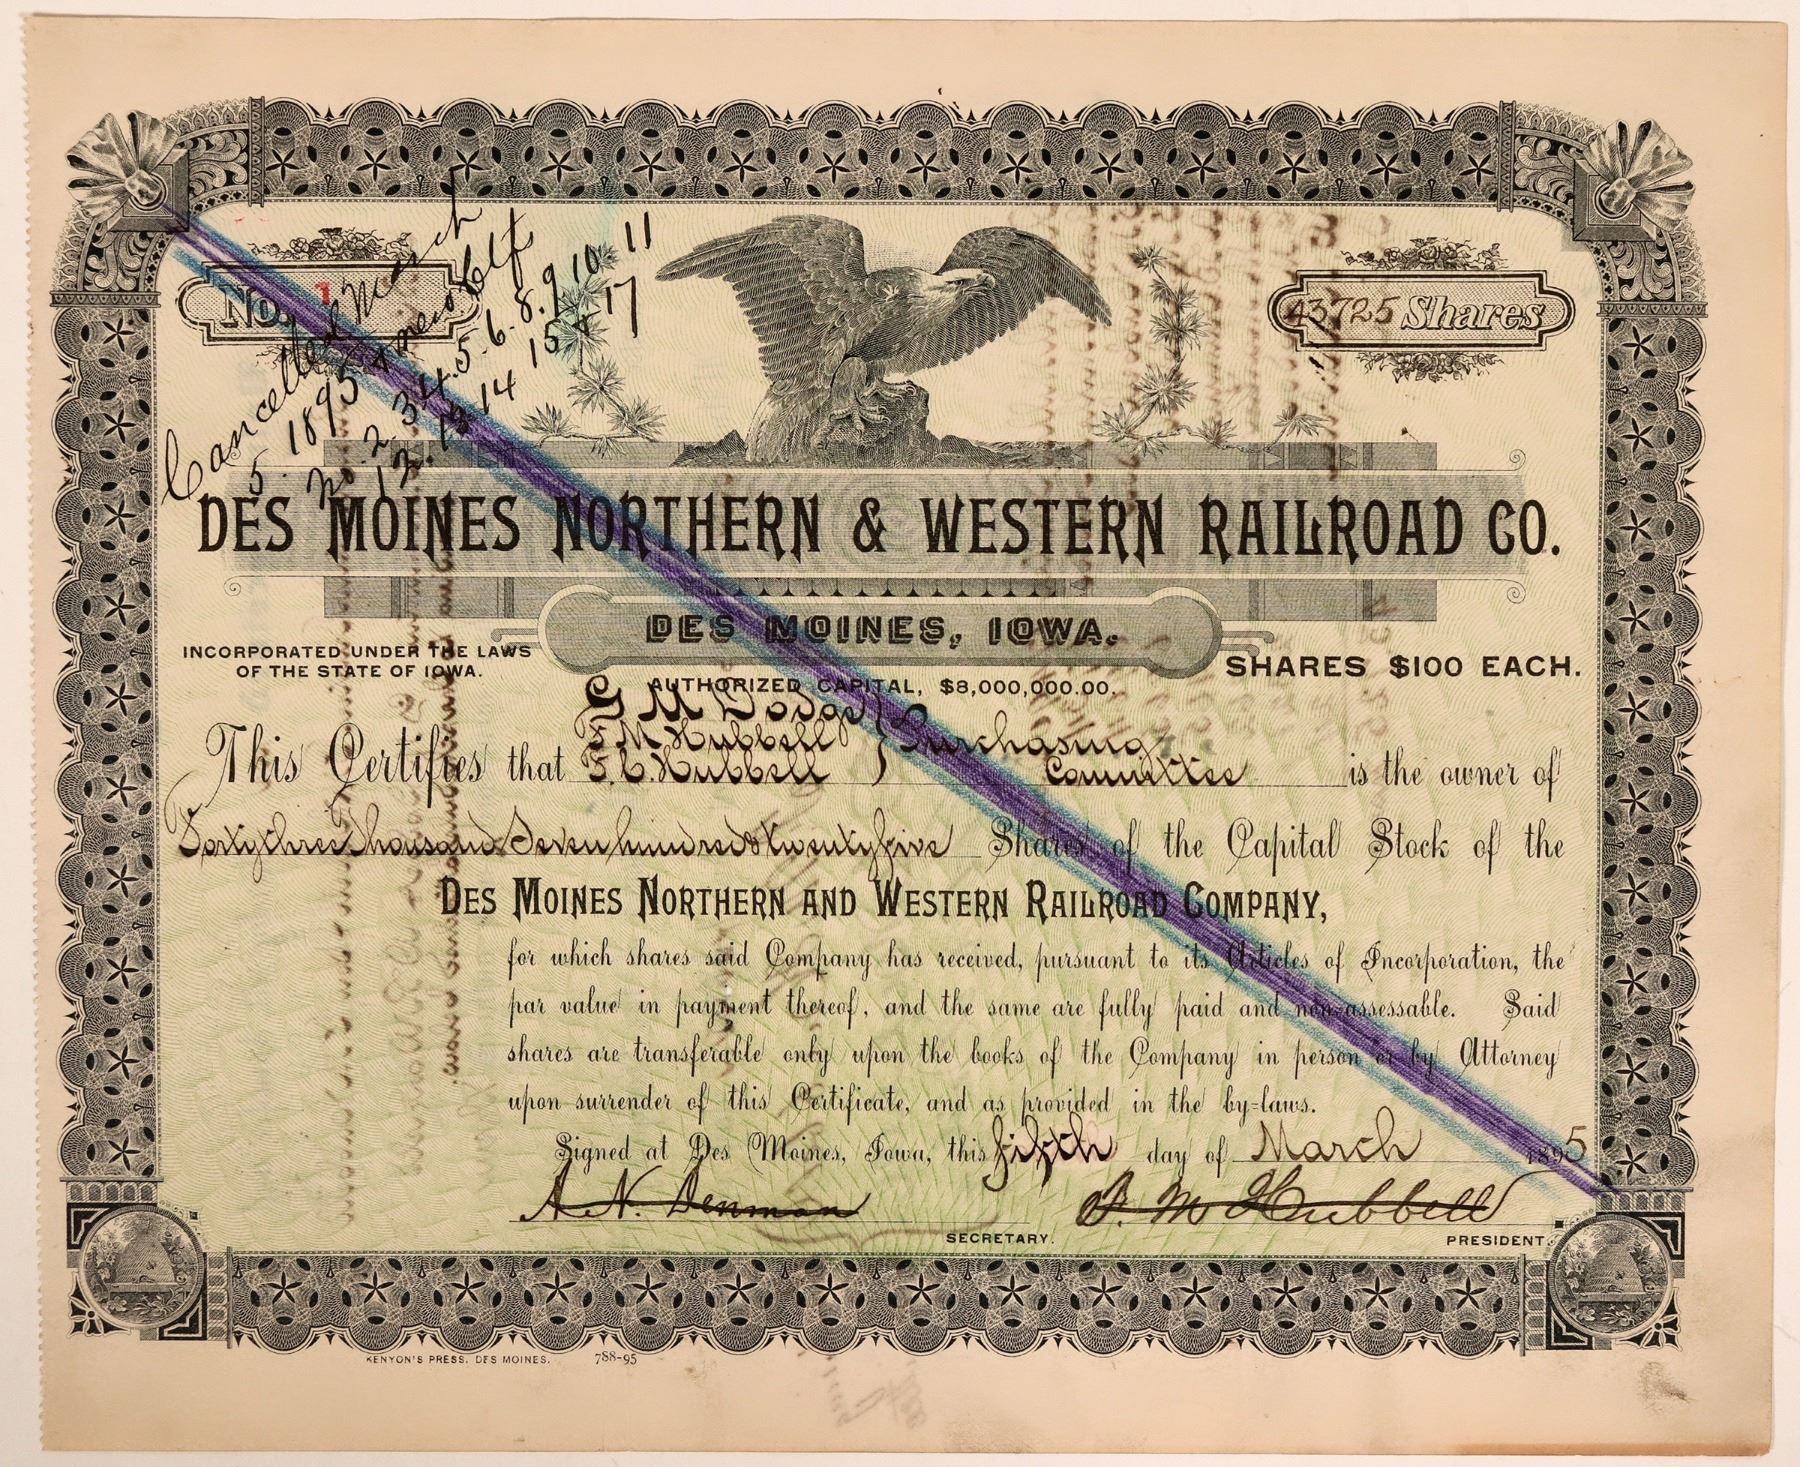 Cancelled March
5. 1895 & new Ctf
No. 2 3 4. 5. 6. 8. 9 10. 11
12. 13 14 15 & 17
No. 1
43725 Shares
DES MOINES NORTHERN & WESTERN RAILROAD CO.
DES MOINES, IOWA.
INCORPORATED UNDER THE LAWS
OF THE STATE OF IOWA.
SHARES $100 EACH.
AUTHORIZED CAPITAL, $8,000,000.00.
G M Dodge
F. M Hubbell } Purchasing
This Certifies that F. C. Hubbell Committee is the owner of
Forty three Thousand Seven hundred & twenty five Shares of the Capital Stock of the
DES MOINES NORTHERN AND WESTERN RAILROAD COMPANY,
for which shares said Company has received, pursuant to its Articles of Incorporation, the
par value in payment thereof, and the same are fully paid and non-assessable. Said
shares are transferable only upon the books of the Company in person or by Attorney
upon surrender of this Certificate, and as provided in the by-laws.
Signed at Des Moines, Iowa, this fifth day of March 1895
A. N. Denman F. M Hubbell
SECRETARY. PRESIDENT.
KENYON'S PRESS, DES MOINES. 788-95